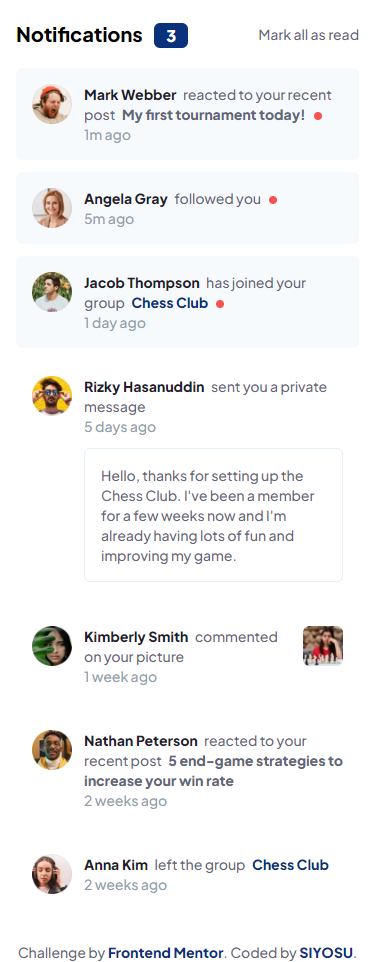 Notifications 3 Mark all as read
Mark Webber reacted to your recent
post My first tournament today!
1m ago
Angela Gray followed you
5m ago
Jacob Thompson has joined your
group Chess Club
1 day ago
Rizky Hasanuddin sent you a private
message
5 days ago
Hello, thanks for setting up the
Chess Club. I've been a member
for a few weeks now and I'm
already having lots of fun and
improving my game.
Kimberly Smith commented
on your picture
1 week ago
Nathan Peterson reacted to your
recent post 5 end-game strategies to
increase your win rate
2 weeks ago
Anna Kim left the group Chess Club
2 weeks ago
Challenge by Frontend Mentor. Coded by SIYOSU.